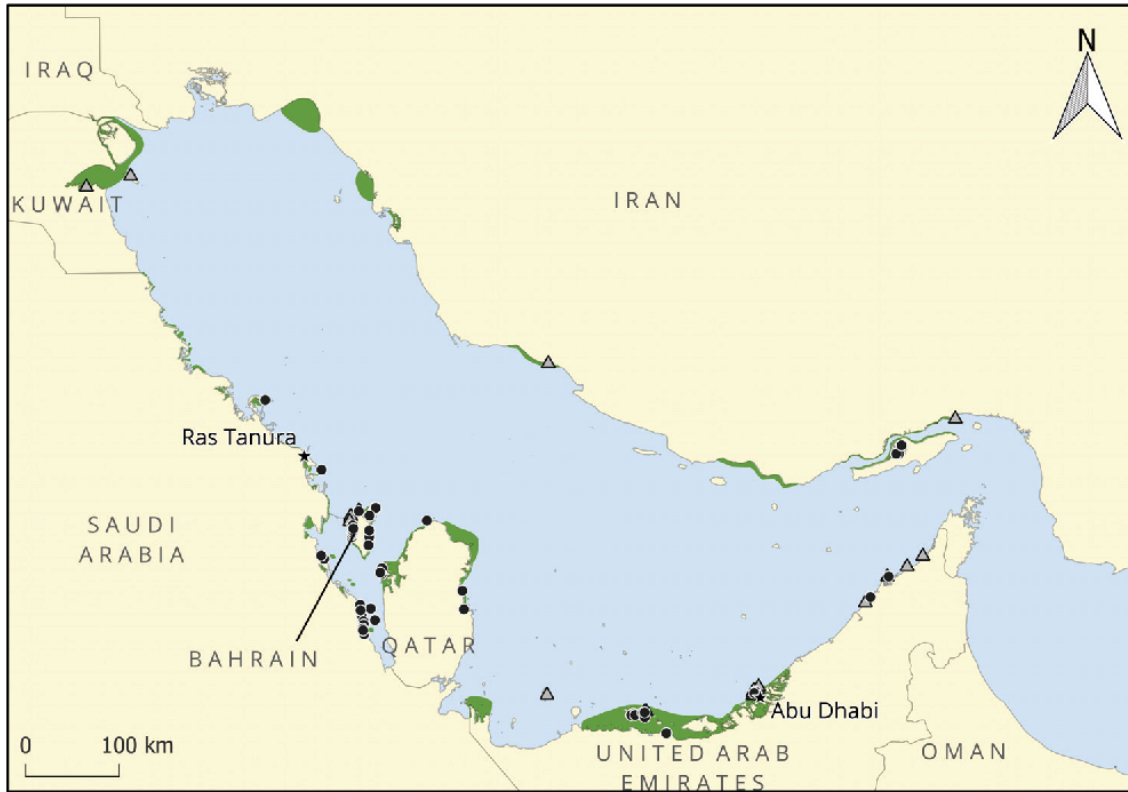 N
IRAQ
IRAN
KUWAIT
Ras Tanura
SAUDI
ARABIA
QATAR
BAHRAIN
Abu Dhabi
0 100 km
UNITED ARAB
EMIRATES
OMAN